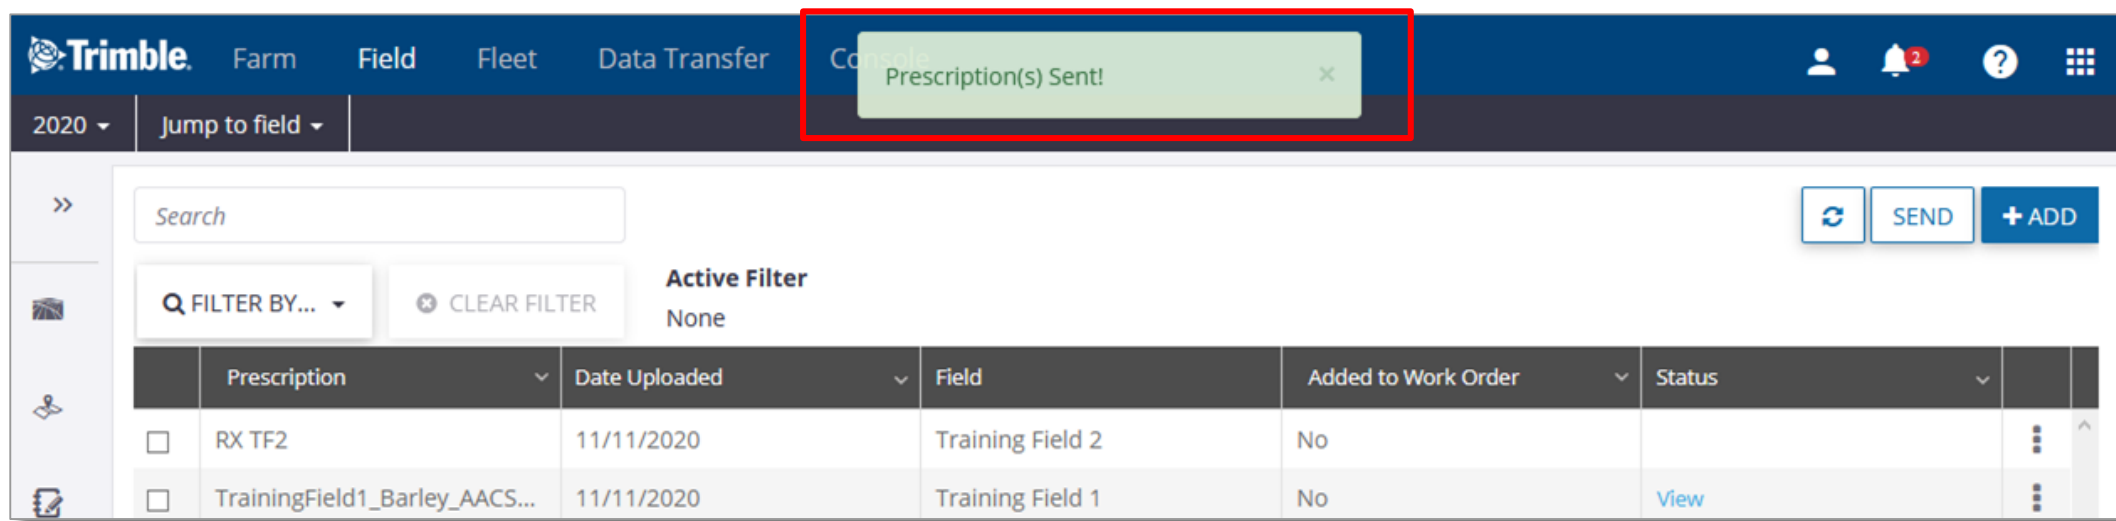 Trimble. Farm Field Fleet Data Transfer Console
Prescription(s) Sent! ×
2
?
2020 Jump to field
Search
SEND
+ ADD
FILTER BY...
CLEAR FILTER
Active Filter
None
Prescription Date Uploaded Field Added to Work Order Status
RX TF2 11/11/2020 Training Field 2 No
TrainingField1_Barley_AACS... 11/11/2020 Training Field 1 No View